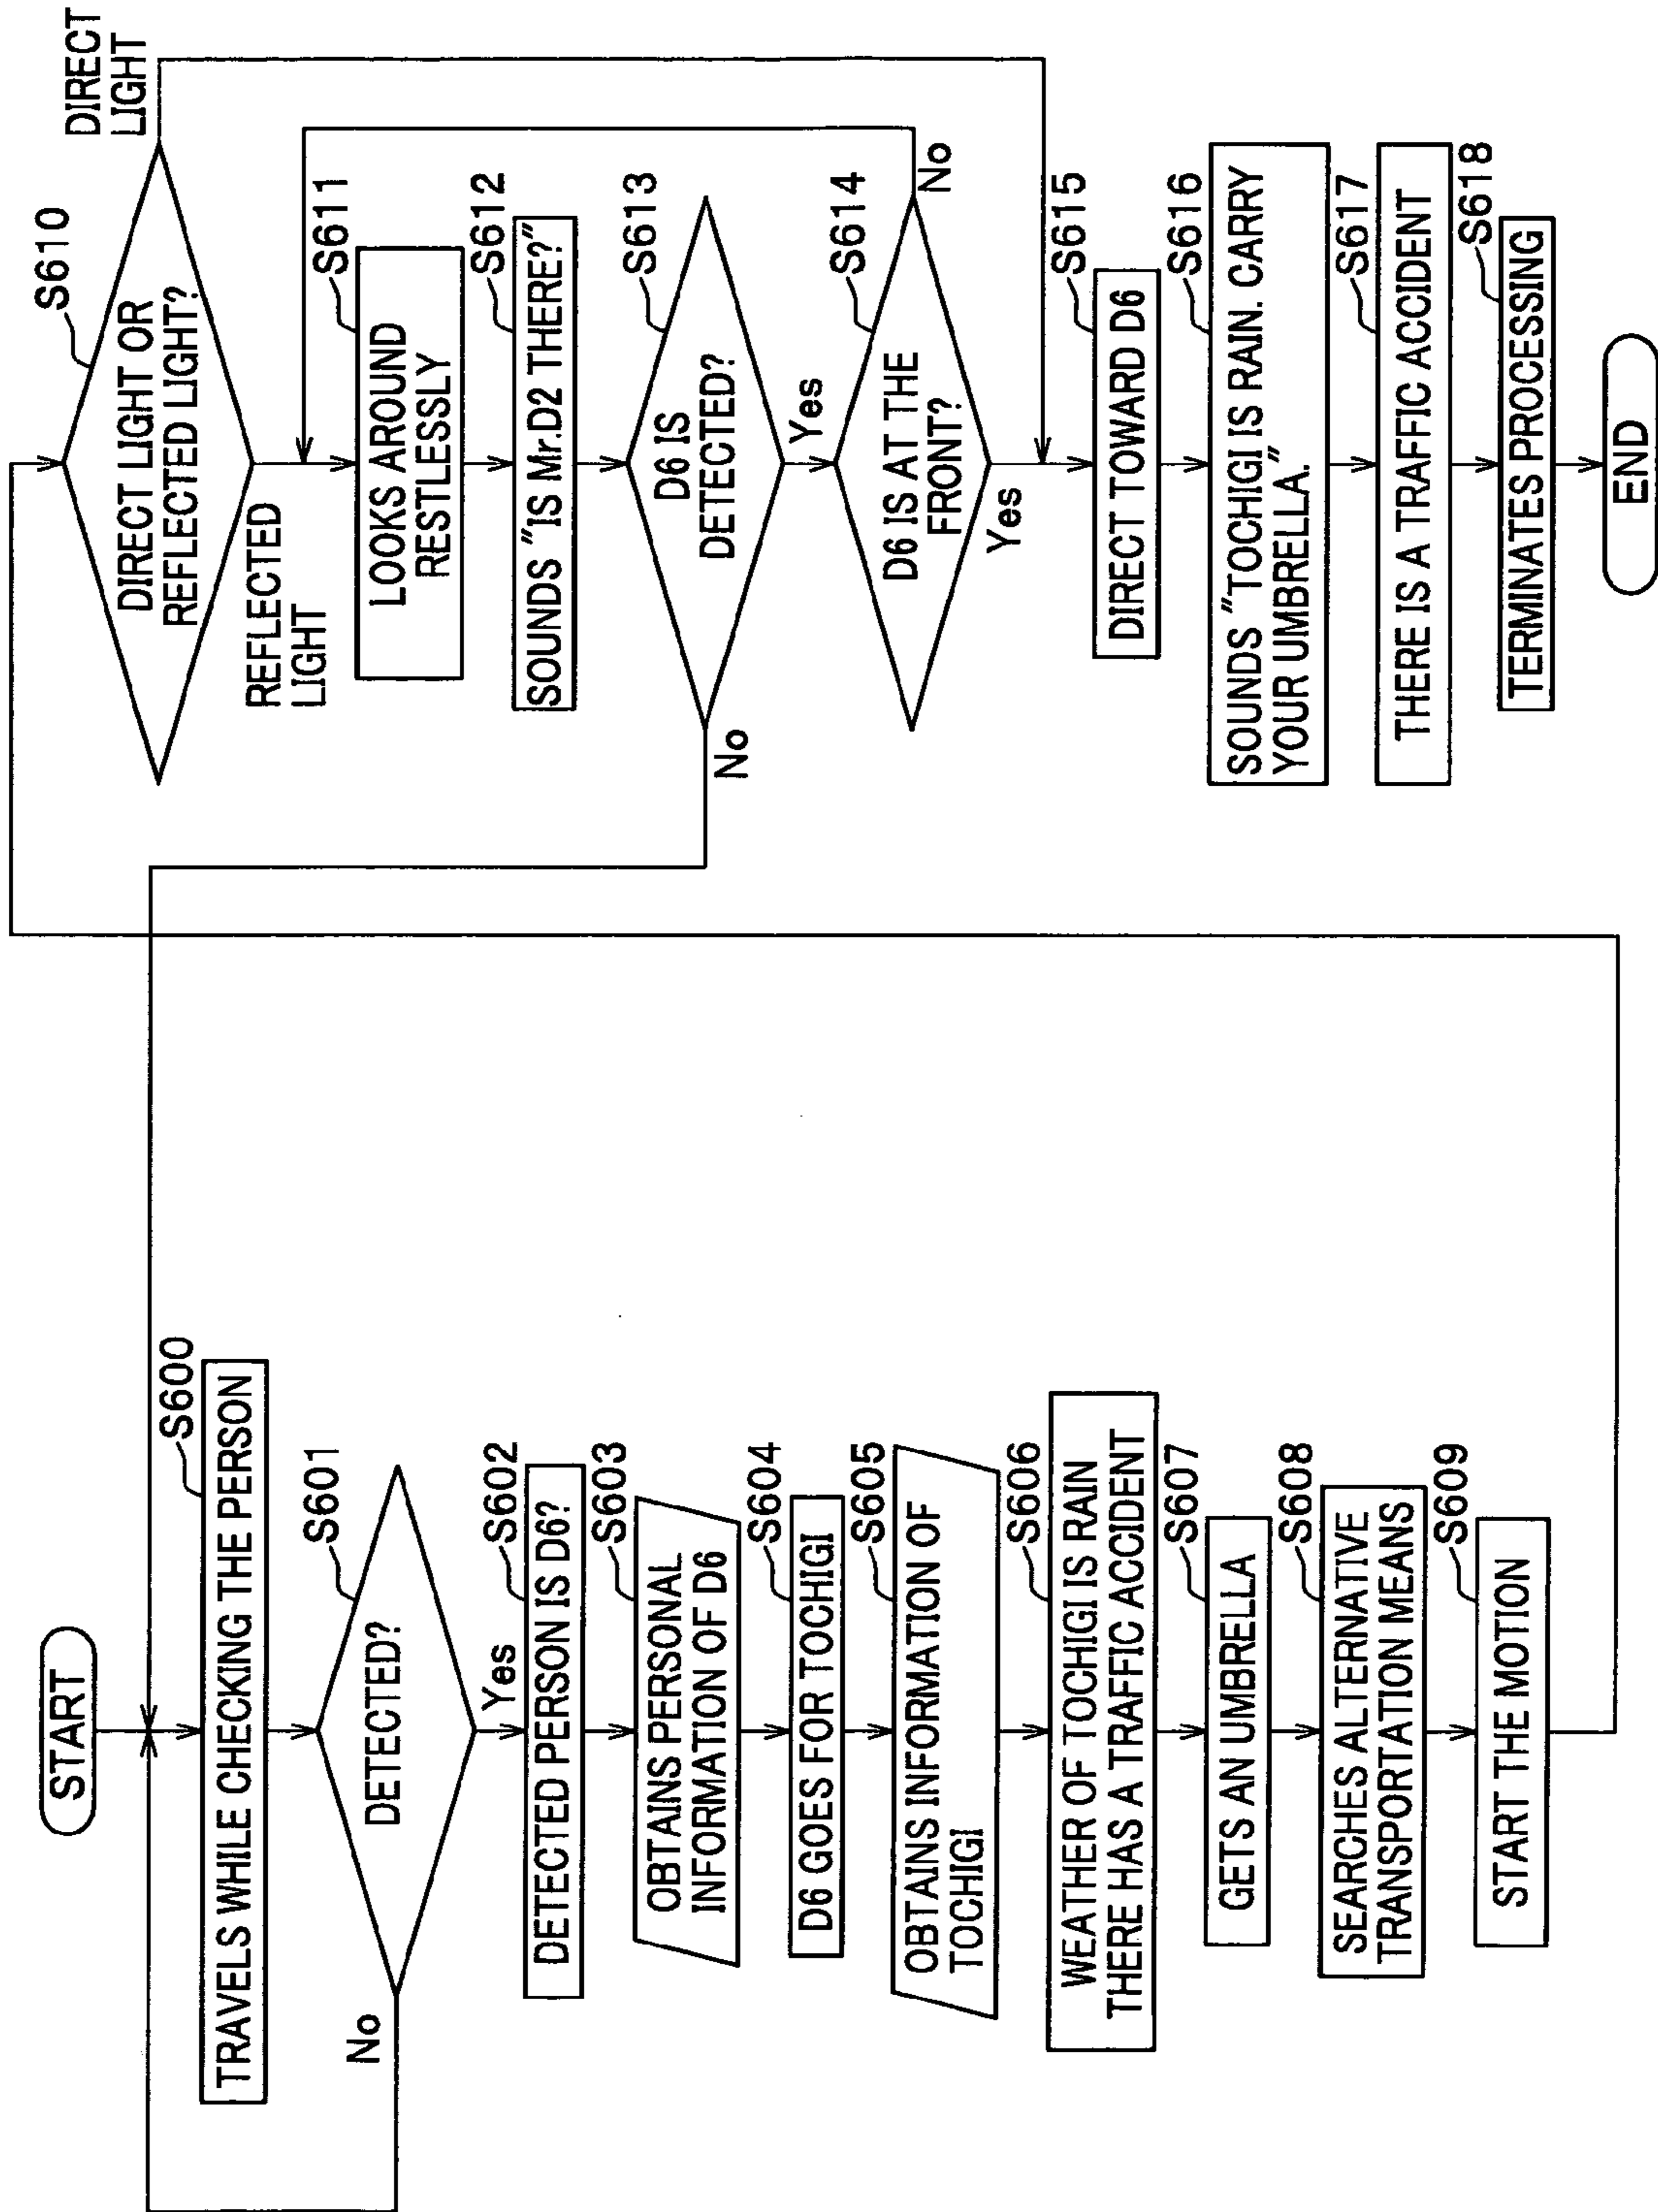 START
S600
TRAVELS WHILE CHECKING THE PERSON
S601
DETECTED?
No
Yes
S602
DETECTED PERSON IS D6?
S603
OBTAINS PERSONAL
INFORMATION OF D6
S604
D6 GOES FOR TOCHIGI
S605
OBTAINS INFORMATION OF
TOCHIGI
S606
WEATHER OF TOCHIGI IS RAIN
THERE HAS A TRAFFIC ACCIDENT
S607
GETS AN UMBRELLA
S608
SEARCHES ALTERNATIVE
TRANSPORTATION MEANS
S609
START THE MOTION
S610
DIRECT LIGHT OR
REFLECTED LIGHT?
DIRECT
LIGHT
REFLECTED
LIGHT
S611
LOOKS AROUND
RESTLESSLY
S612
SOUNDS "IS Mr.D2 THERE?"
S613
D6 IS
DETECTED?
No
Yes
S614
D6 IS AT THE
FRONT?
No
Yes
S615
DIRECT TOWARD D6
S616
SOUNDS "TOCHIGI IS RAIN. CARRY
YOUR UMBRELLA."
S617
THERE IS A TRAFFIC ACCIDENT
S618
TERMINATES PROCESSING
END